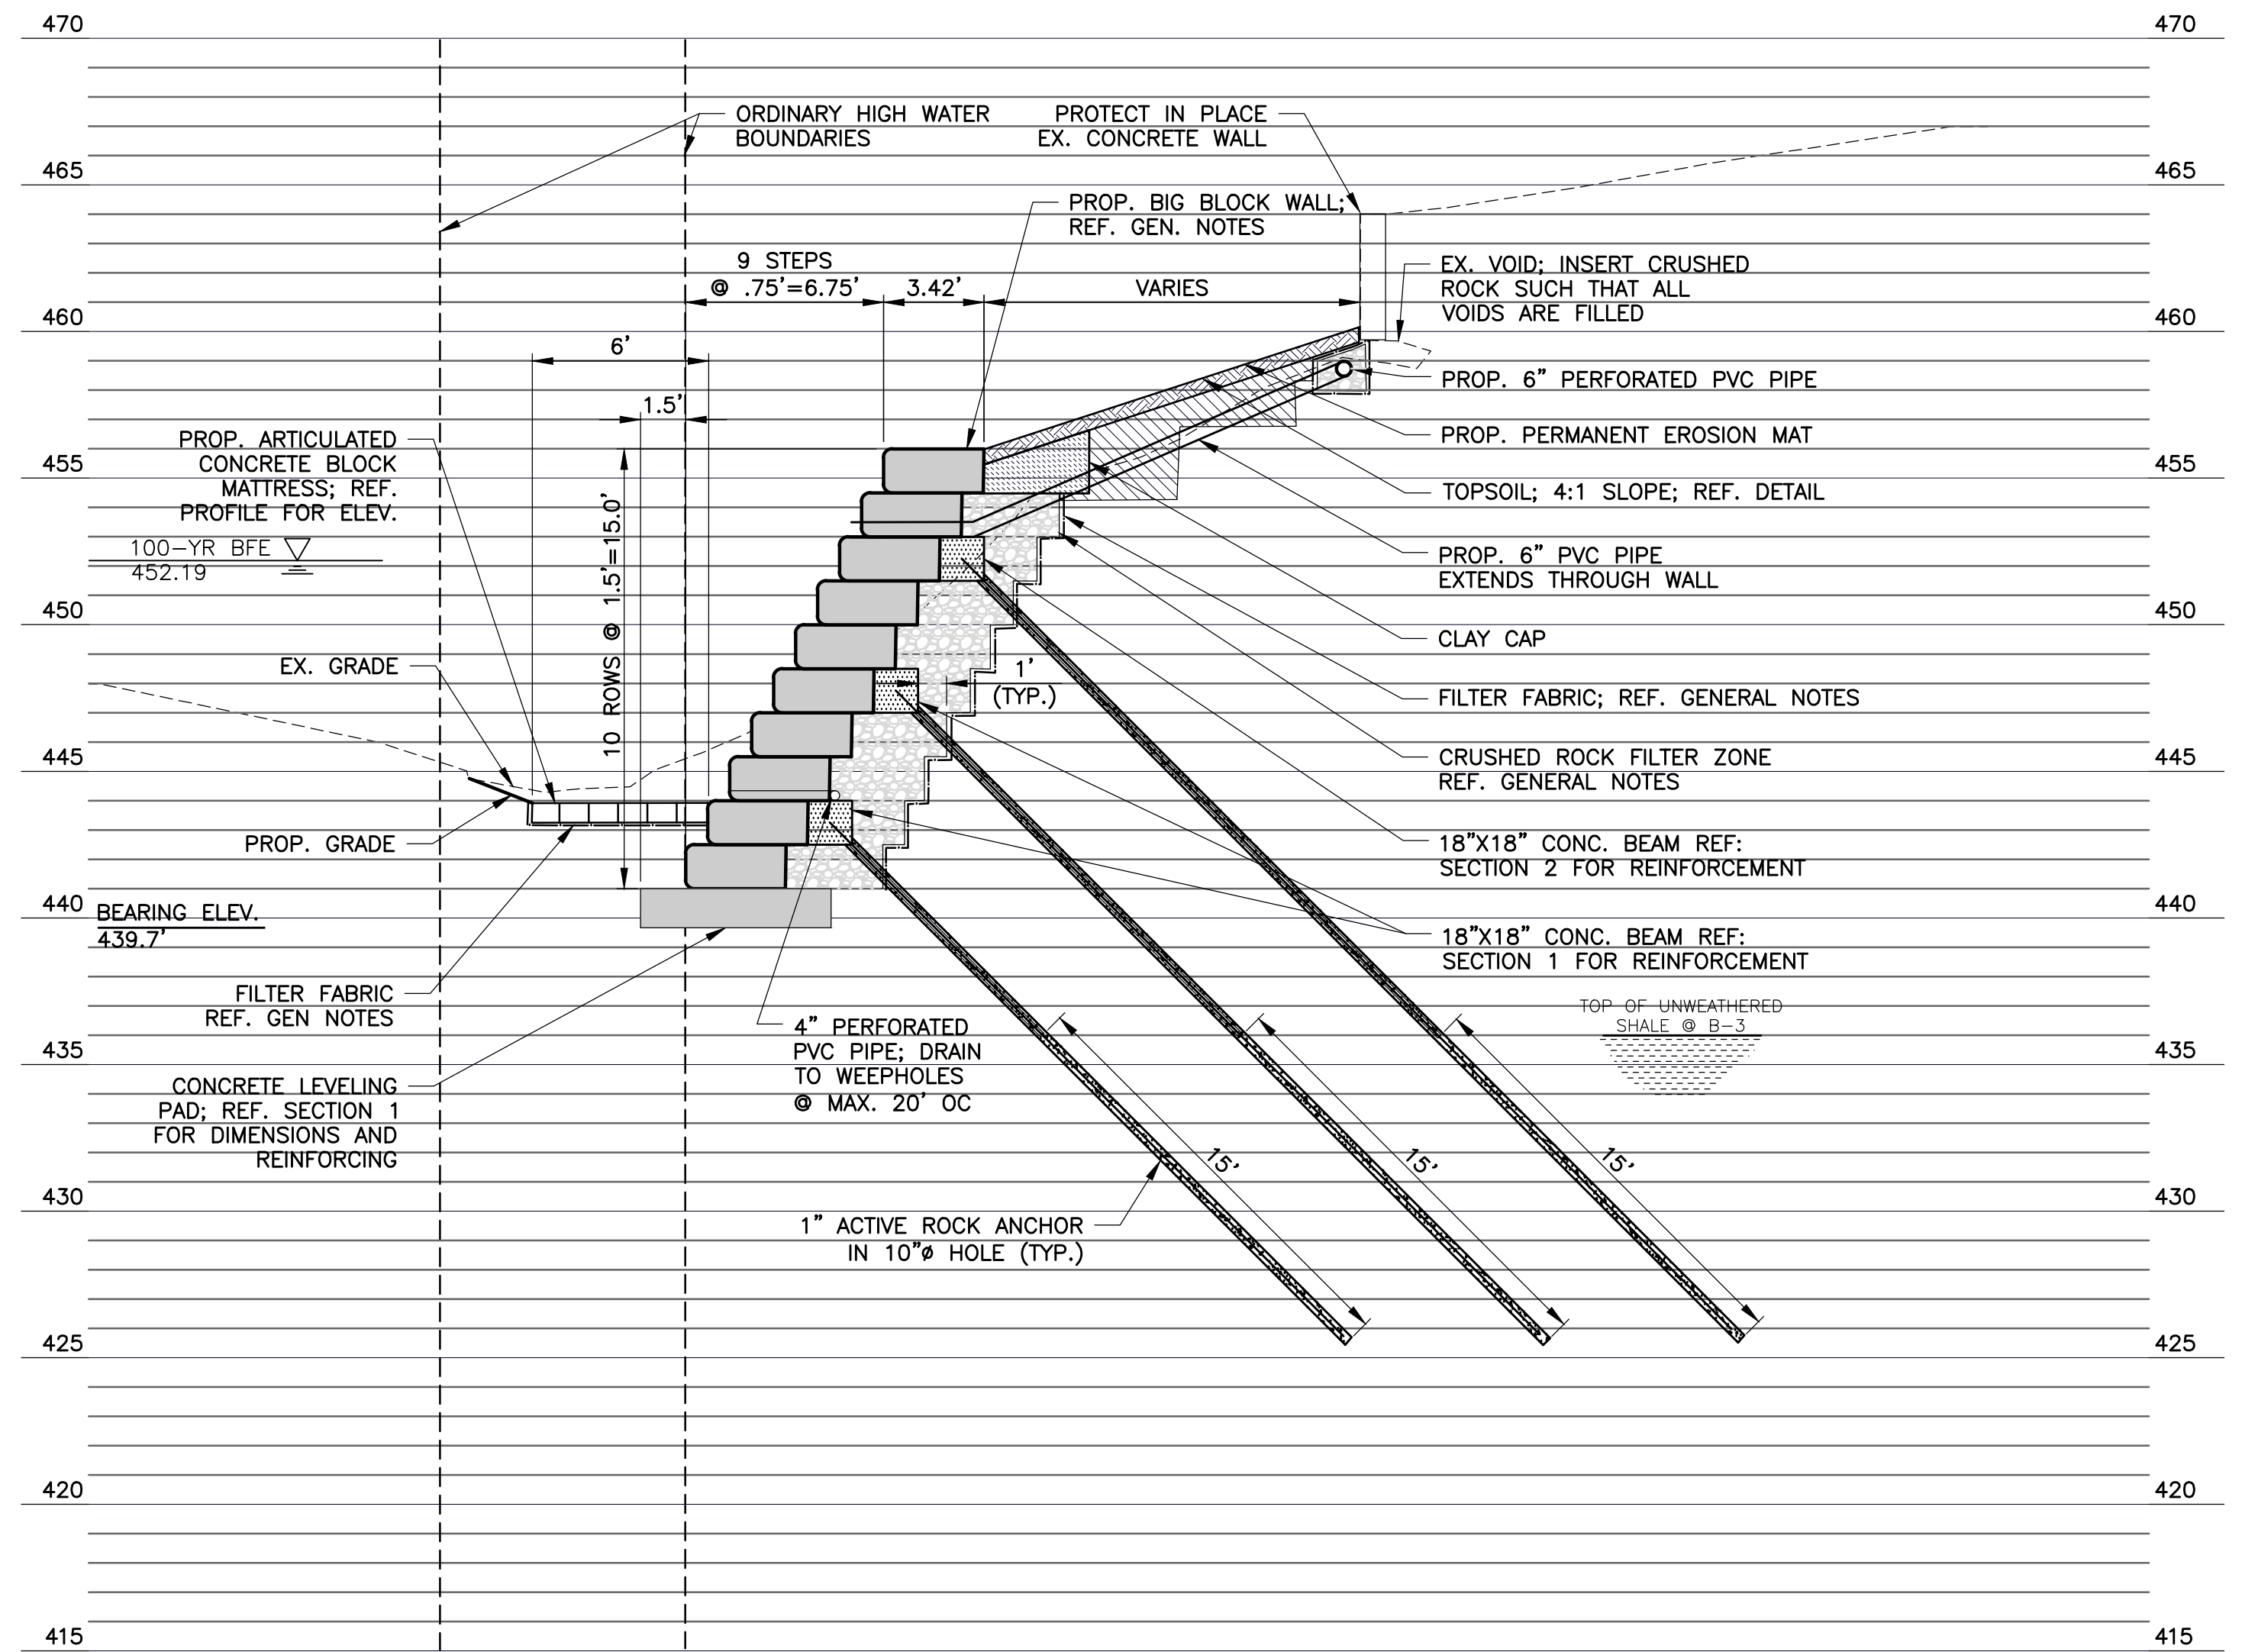 470
470
ORDINARY HIGH WATER
BOUNDARIES
PROTECT IN PLACE
EX. CONCRETE WALL
465
465
PROP. BIG BLOCK WALL;
REF. GEN. NOTES
9 STEPS
@ .75'=6.75'
3.42'
VARIES
EX. VOID; INSERT CRUSHED
ROCK SUCH THAT ALL
VOIDS ARE FILLED
460
460
6'
PROP. 6" PERFORATED PVC PIPE
1.5'
PROP. ARTICULATED
CONCRETE BLOCK
MATTRESS; REF.
PROFILE FOR ELEV.
PROP. PERMANENT EROSION MAT
455
455
TOPSOIL; 4:1 SLOPE; REF. DETAIL
10 ROWS @ 1.5'=15.0'
100-YR BFE
452.19
PROP. 6" PVC PIPE
EXTENDS THROUGH WALL
450
450
CLAY CAP
EX. GRADE
1'
(TYP.)
FILTER FABRIC; REF. GENERAL NOTES
445
445
CRUSHED ROCK FILTER ZONE
REF. GENERAL NOTES
PROP. GRADE
18"X18" CONC. BEAM REF:
SECTION 2 FOR REINFORCEMENT
440
440
BEARING ELEV.
439.7'
18"X18" CONC. BEAM REF:
SECTION 1 FOR REINFORCEMENT
FILTER FABRIC
REF. GEN NOTES
TOP OF UNWEATHERED
SHALE @ B-3
4" PERFORATED
PVC PIPE; DRAIN
TO WEEPHOLES
@ MAX. 20' OC
435
435
CONCRETE LEVELING
PAD; REF. SECTION 1
FOR DIMENSIONS AND
REINFORCING
15'
15'
15'
430
430
1" ACTIVE ROCK ANCHOR
IN 10"ø HOLE (TYP.)
425
425
420
420
415
415